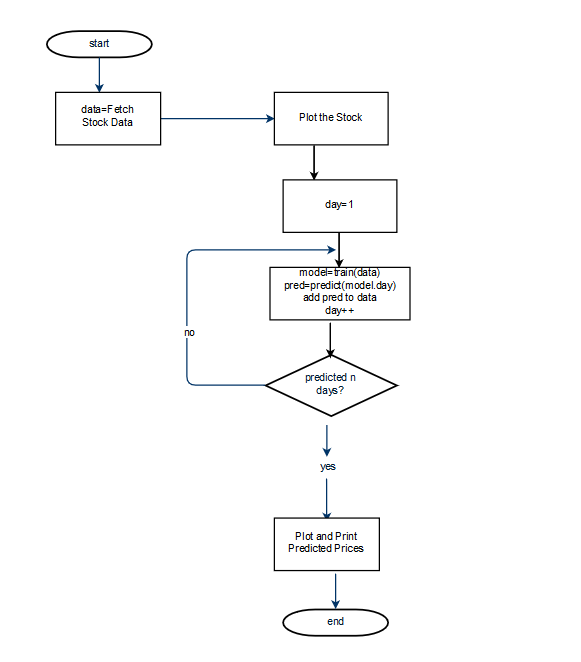 start
data=Fetch
Stock Data
Plot the Stock
day=1
model=train(data)
pred=predict(model.day)
add pred to data
day++
no
predicted n
days?
yes
Plot and Print
Predicted Prices
end